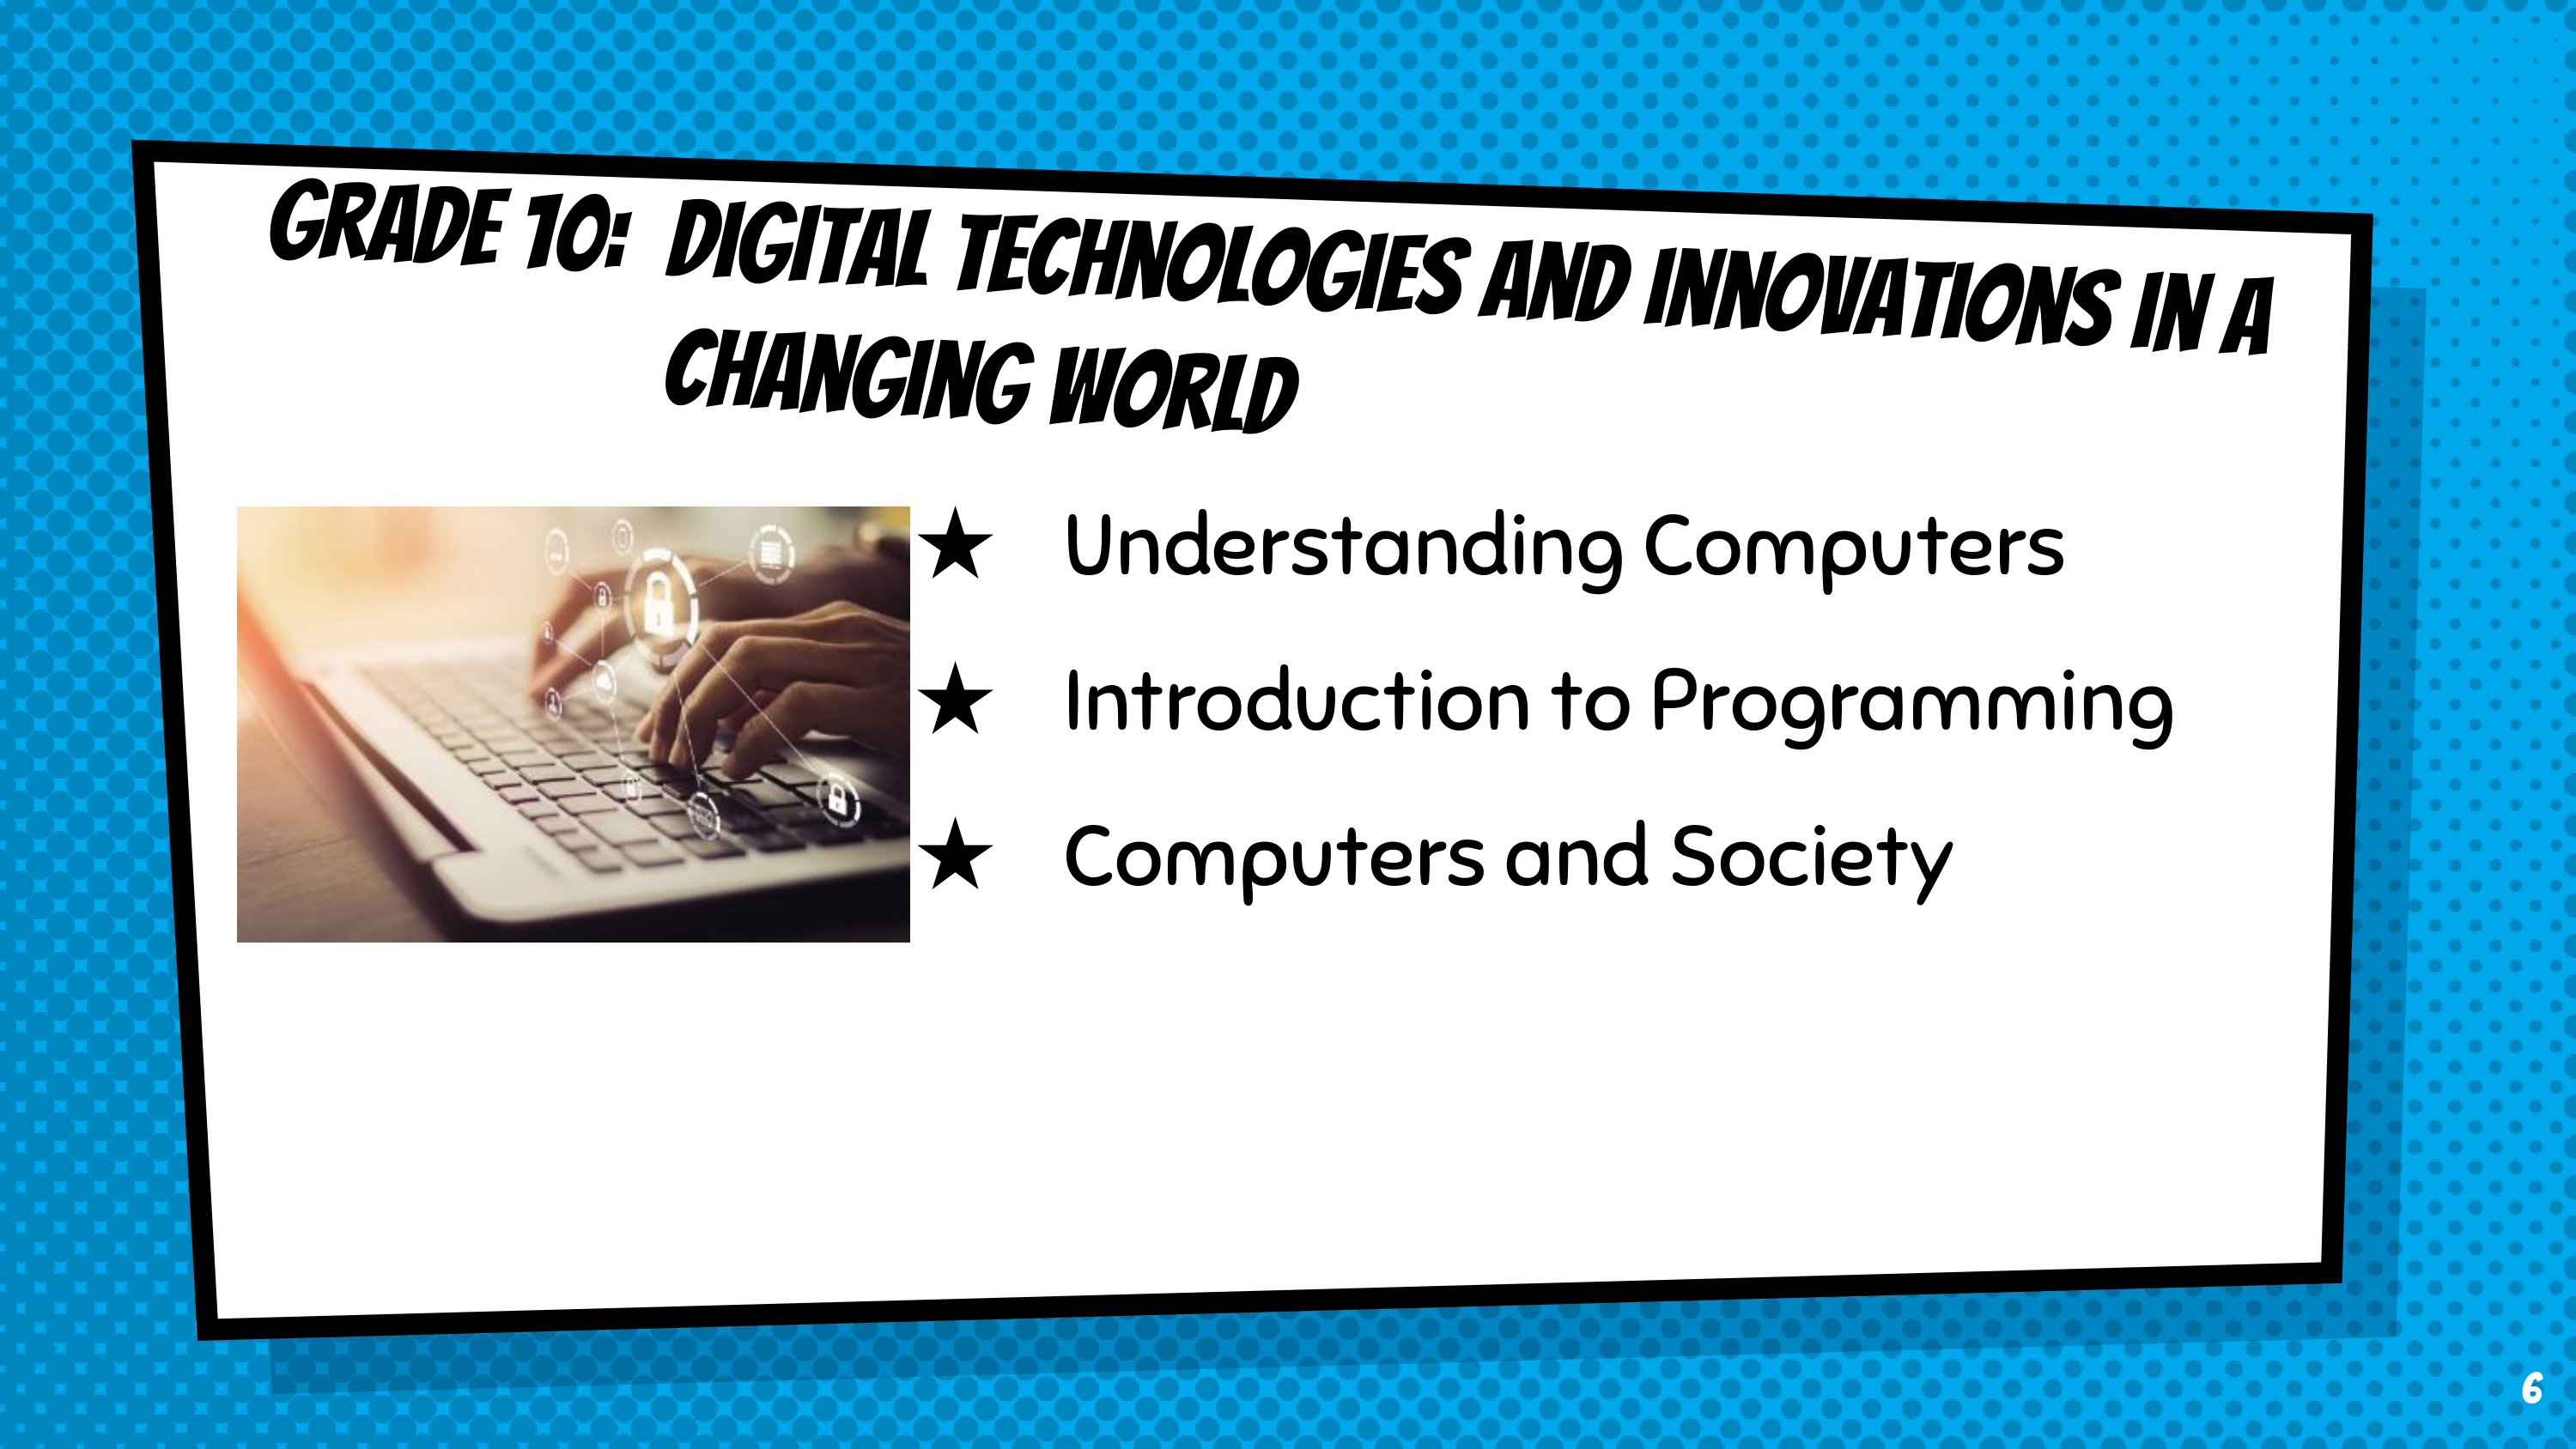 GRADE 10: DIGITAL TECHNOLOGIES AND INNOVATIONS IN A
CHANGING WORLD
★ Understanding Computers
★ Introduction to Programming
★ Computers and Society
6